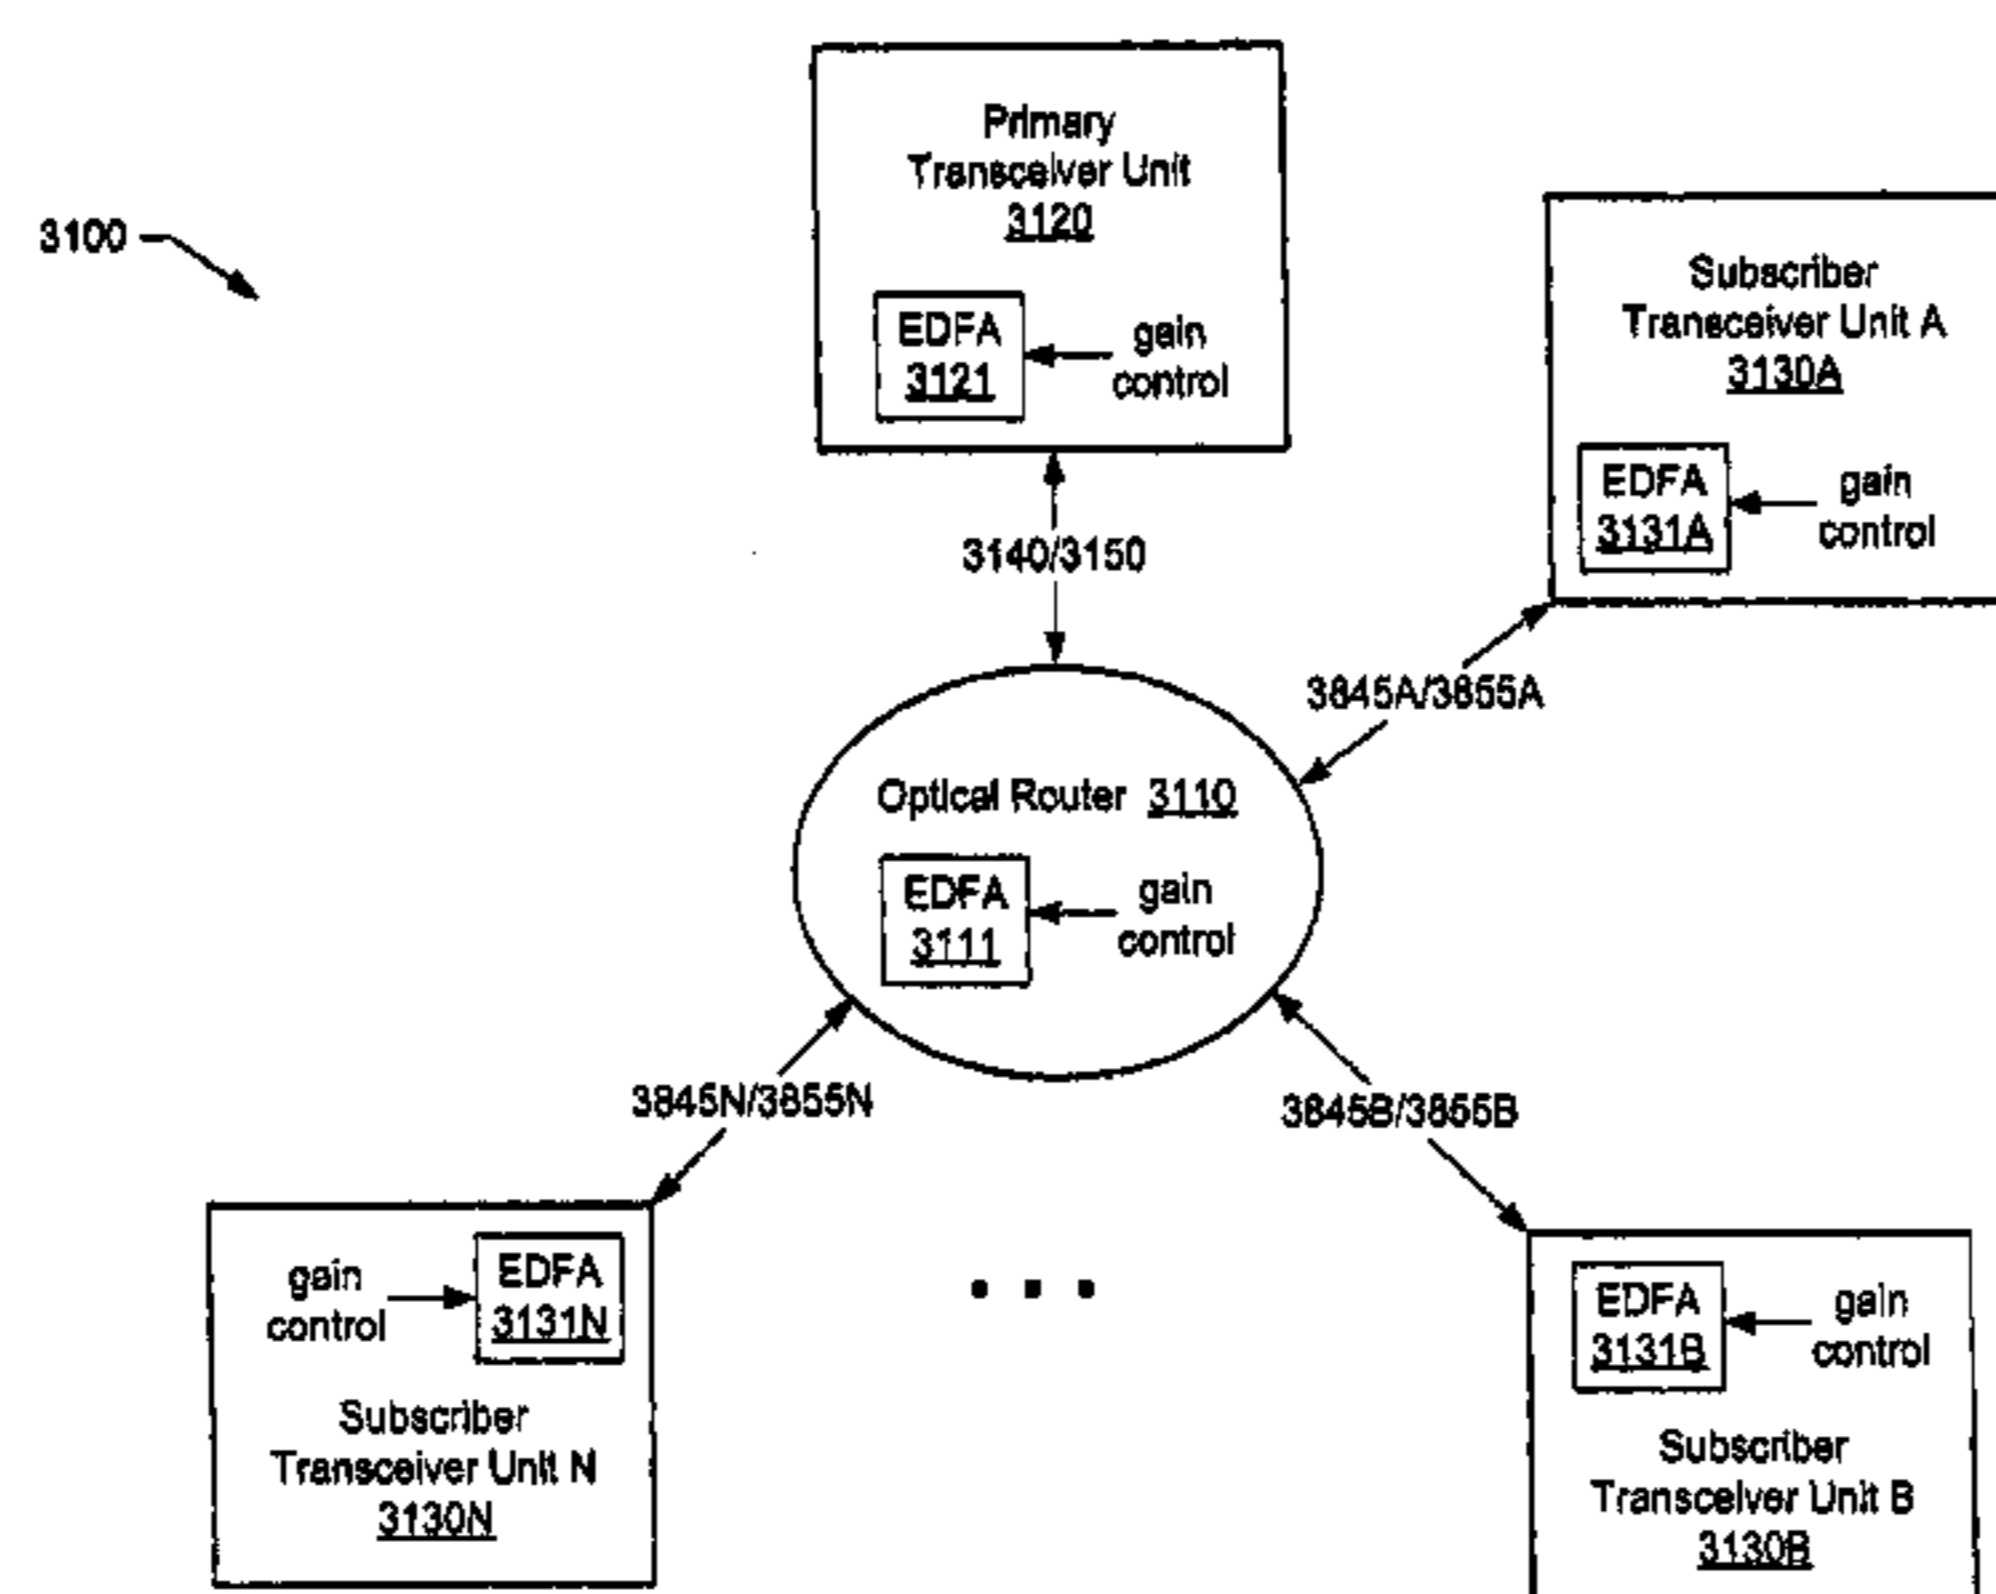 Primary
Transceiver Unit
3120
3100
EDFA
3121
gain
control
Subscriber
Transceiver Unit A
3130A
EDFA
3131A
gain
control
3140/3150
3845A/3855A
Optical Router 3110
EDFA
3111
gain
control
3845N/3855N
3845B/3855B
gain
control
EDFA
3131N
Subscriber
Transceiver Unit N
3130N
EDFA
3131B
gain
control
Subscriber
Transceiver Unit B
3130B